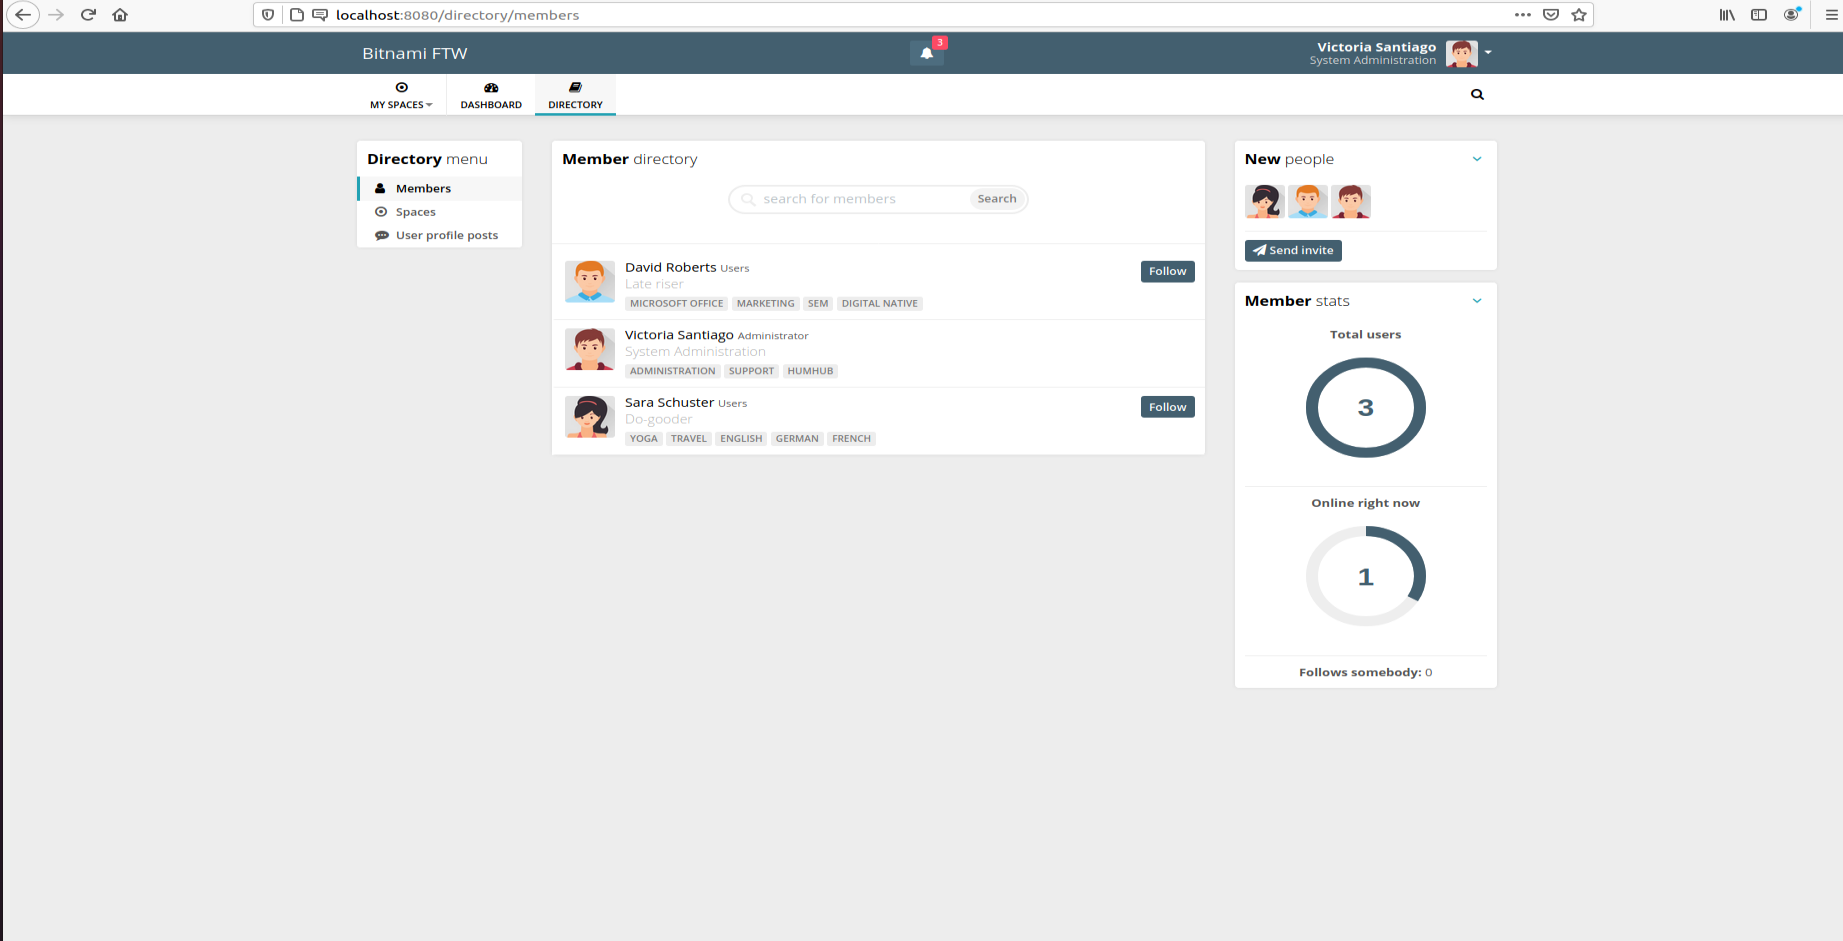 localhost:8080/directory/members
Bitnami FTW
3
Victoria Santiago
System Administration
MY SPACES
DASHBOARD
DIRECTORY
Directory menu
Members
Spaces
User profile posts
Member directory
search for members
Search
David Roberts Users
Follow
Late riser
MICROSOFT OFFICE MARKETING SEM DIGITAL NATIVE
Victoria Santiago Administrator
System Administration
ADMINISTRATION SUPPORT HUMHUB
Sara Schuster Users
Follow
Do-gooder
YOGA TRAVEL ENGLISH GERMAN FRENCH
New people
Send invite
Member stats
Total users
3
Online right now
1
Follows somebody: 0